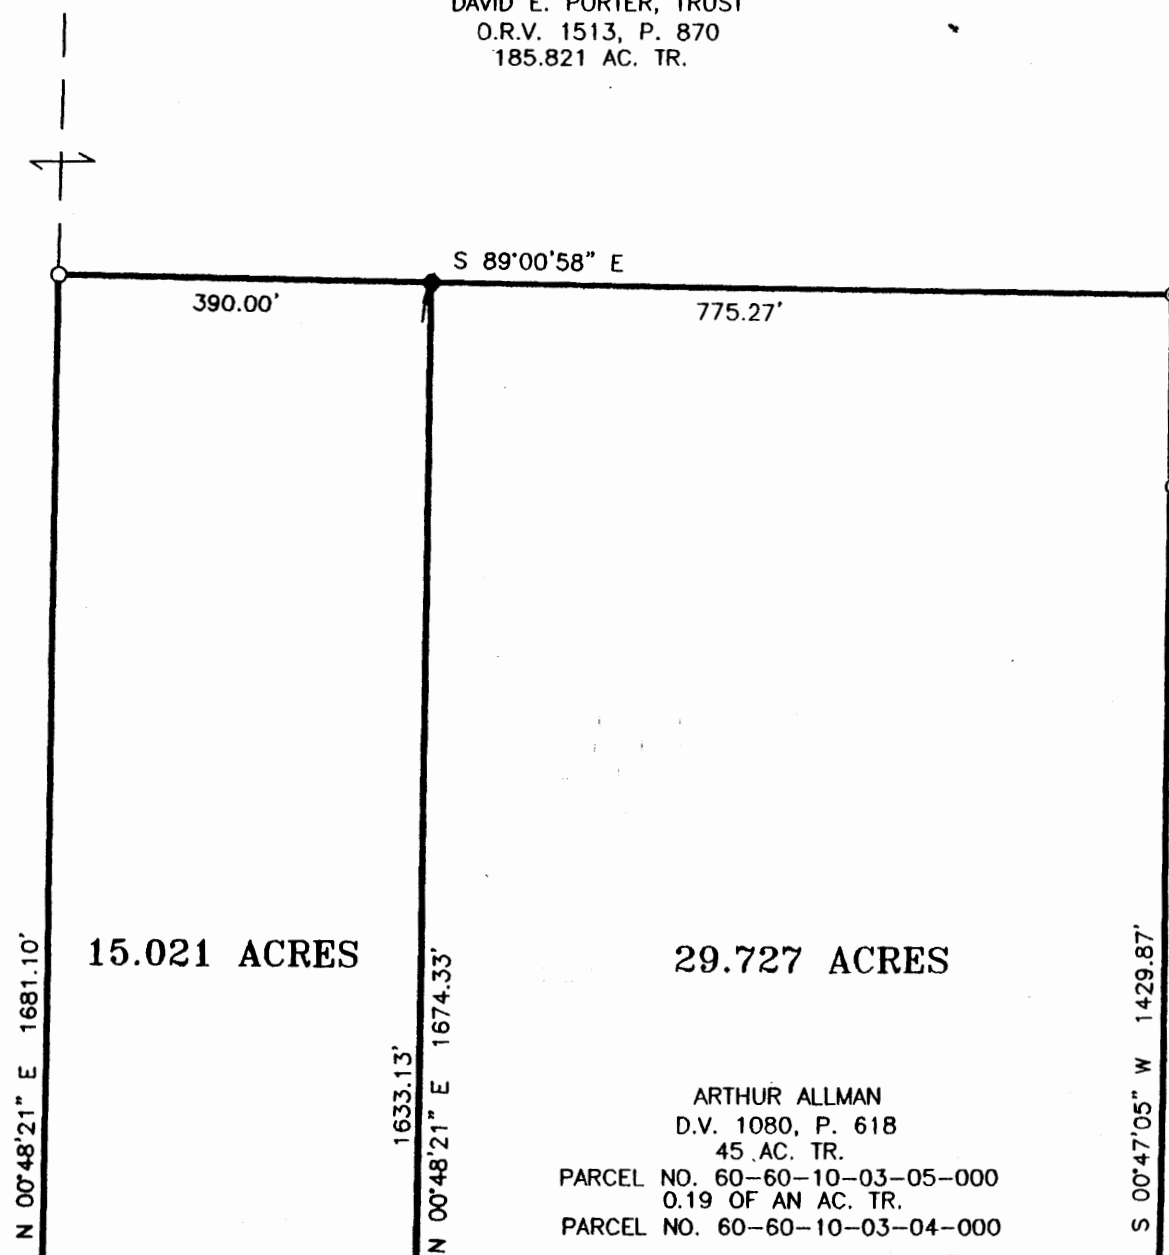 DAVID E. PORTER, TRUST
O.R.V. 1513, P. 870
185.821 AC. TR.
S 89°00'58" E
390.00'
775.27'
15.021 ACRES
29.727 ACRES
N 00°48'21" E 1681.10'
1633.13'
N 00°48'21" E 1674.33'
S 00°47'05" W 1429.87'
ARTHUR ALLMAN
D.V. 1080, P. 618
45 AC. TR.
PARCEL NO. 60-60-10-03-05-000
0.19 OF AN AC. TR.
PARCEL NO. 60-60-10-03-04-000